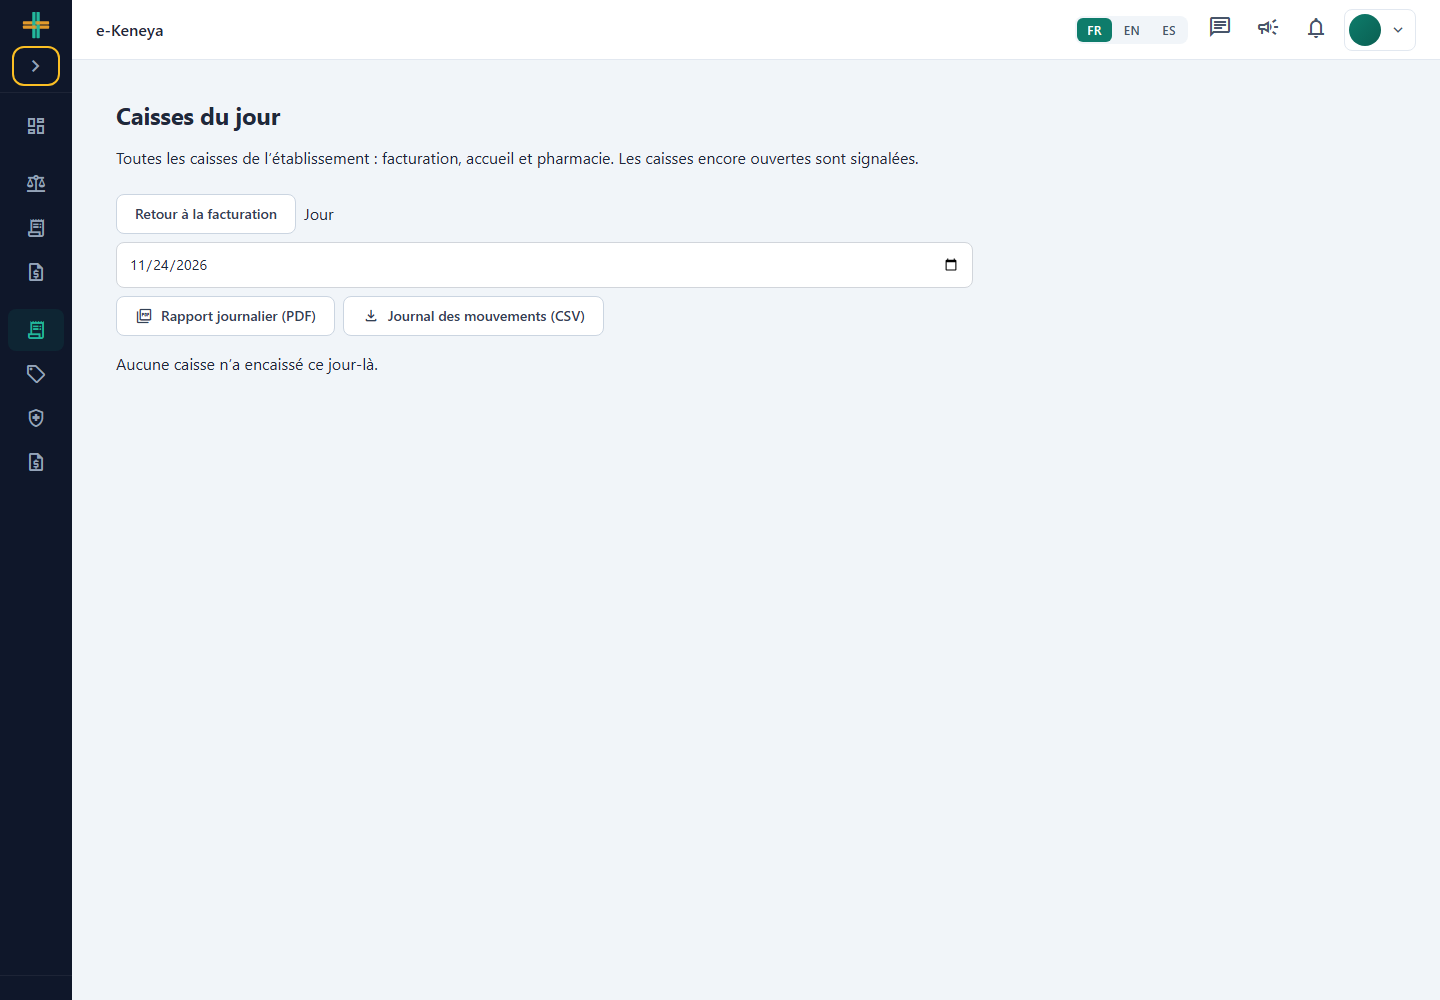 e-Keneya
FR EN ES
Caisses du jour
Toutes les caisses de l’établissement : facturation, accueil et pharmacie. Les caisses encore ouvertes sont signalées.
Retour à la facturation Jour
11/24/2026
Rapport journalier (PDF) Journal des mouvements (CSV)
Aucune caisse n’a encaissé ce jour-là.